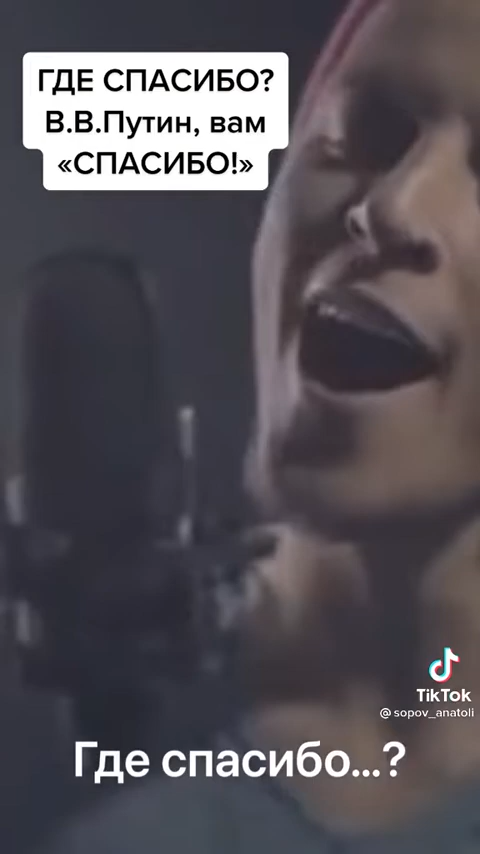 ГДЕ СПАСИБО?
В.В.Путин, вам
«СПАСИБО!»
TikTok
@sopov_anatoli
Где спасибо...?